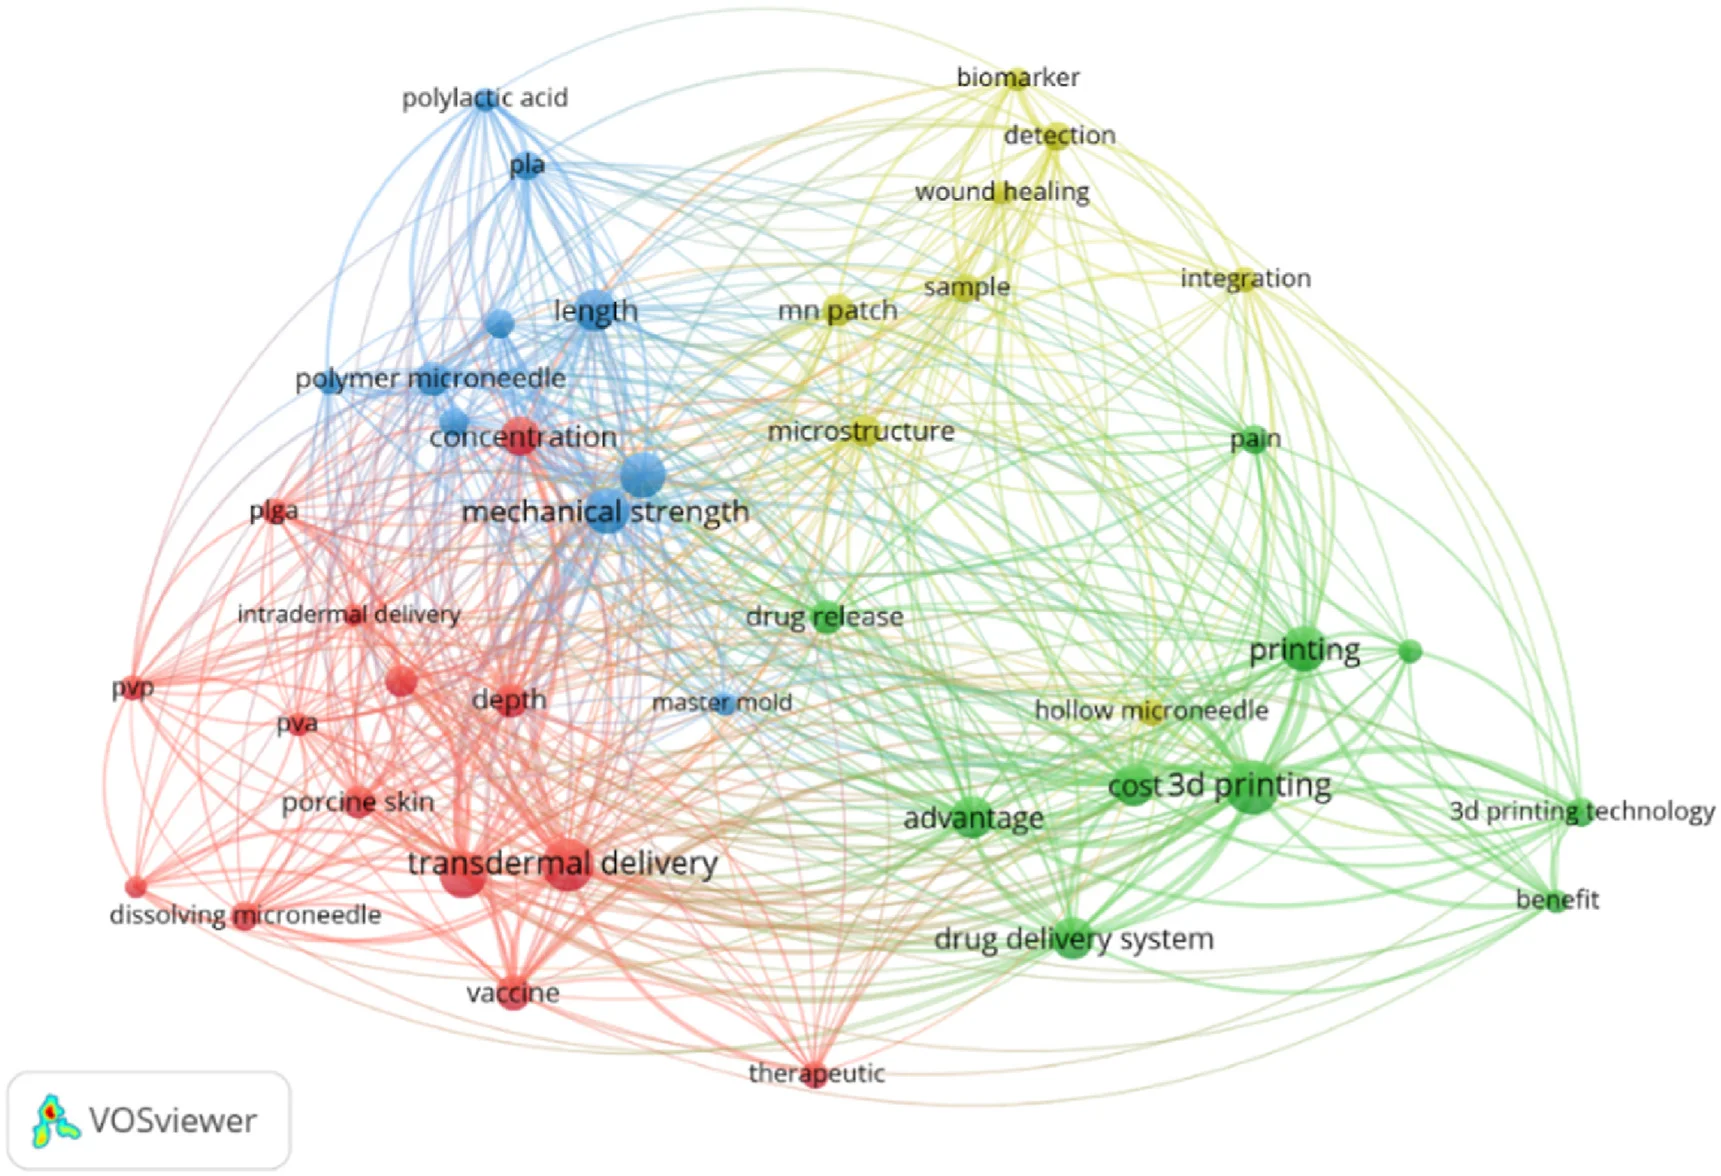 biomarker
polylactic acid
detection
pla
wound healing
integration
sample
length
mn patch
polymer microneedle
microstructure
concentration
pain
plga
mechanical strength
intradermal delivery
drug release
printing
pvp
depth
master mold
hollow microneedle
pva
cost
3d printing
porcine skin
advantage
3d printing technology
transdermal delivery
benefit
dissolving microneedle
drug delivery system
vaccine
therapeutic
VOSviewer